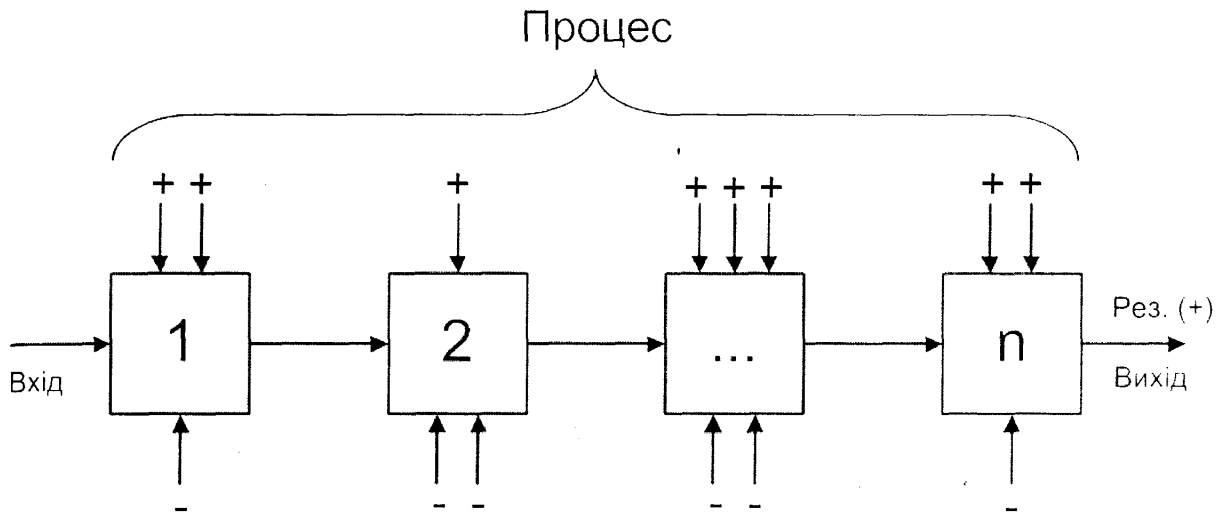 Процес
+ + + + + + + +
1 2 ... n
Рез. (+)
Вхід
Вихід
- - - - - -